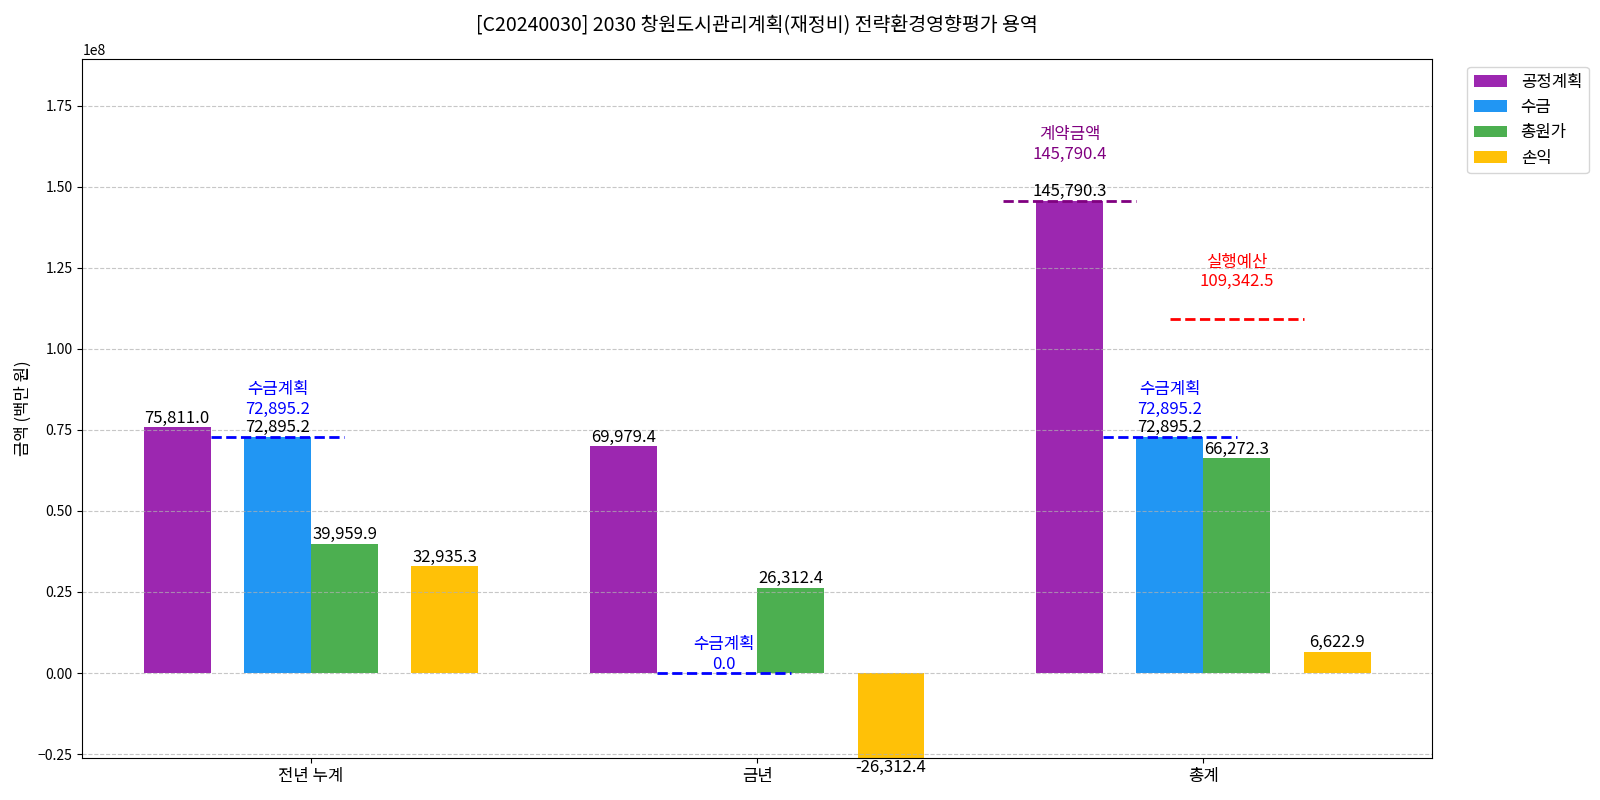 [C20240030] 2030 창원도시관리계획(재정비) 전략환경영향평가 용역
1e8
공정계획
수금
총원가
손익
1.75
1.50
1.25
1.00
0.75
0.50
0.25
0.00
−0.25
금액 (백만 원)
계약금액
145,790.4
145,790.3
실행예산
109,342.5
수금계획
72,895.2
72,895.2
75,811.0
39,959.9
32,935.3
69,979.4
수금계획
0.0
26,312.4
-26,312.4
수금계획
72,895.2
72,895.2
66,272.3
6,622.9
전년 누계
금년
총계